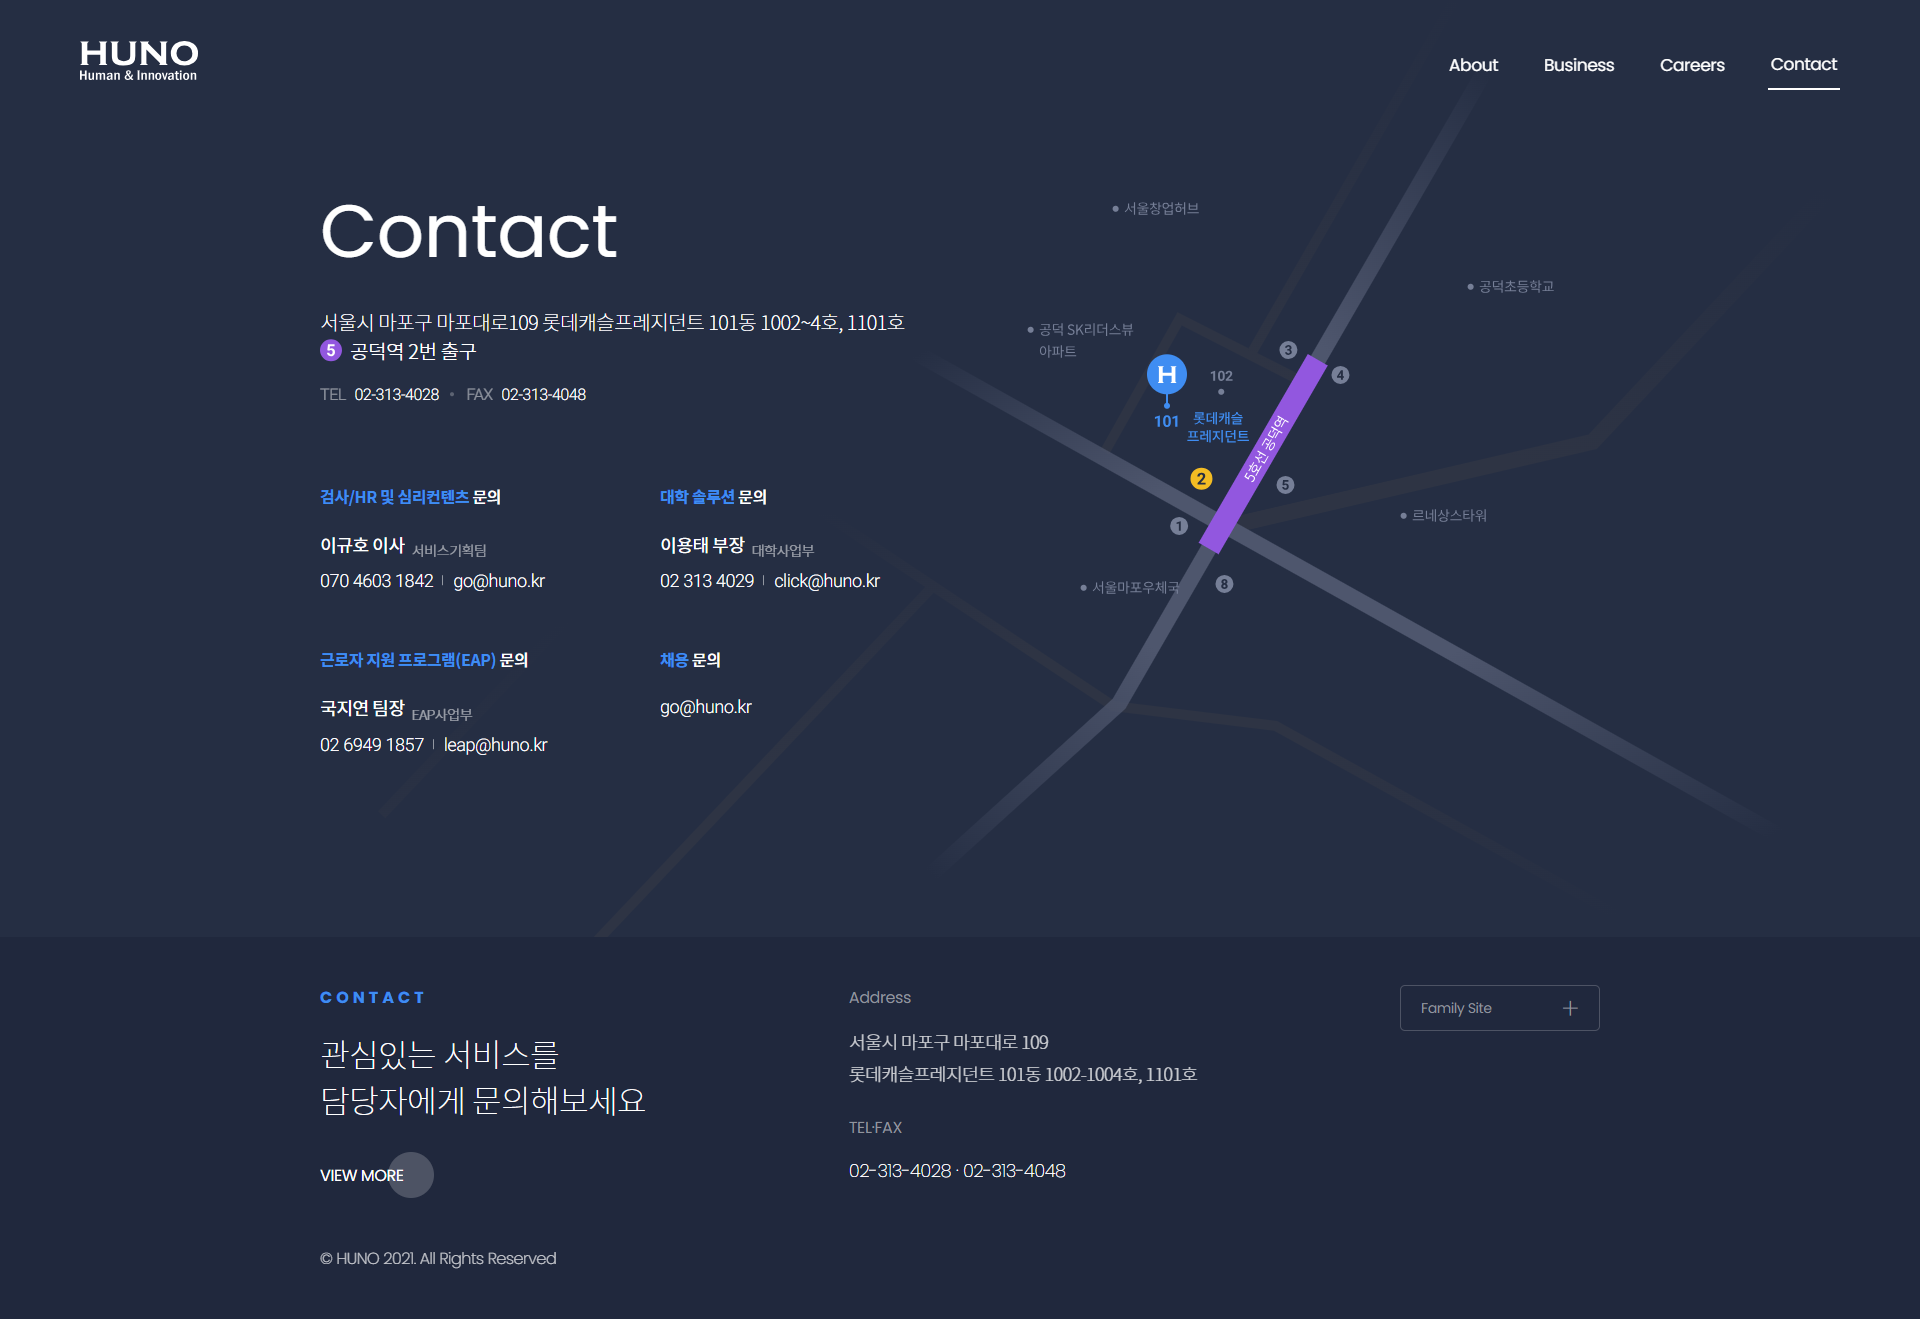 HUNO
Human & Innovation
About
Business
Careers
Contact
Contact
서울시 마포구 마포대로109 롯데캐슬프레지던트 101동 1002~4호, 1101호
5 공덕역 2번 출구
TEL 02-313-4028 • FAX 02-313-4048
검사/HR 및 심리컨텐츠 문의
이규호 이사 서비스기획팀
070 4603 1842 | go@huno.kr
대학 솔루션 문의
이용태 부장 대학사업부
02 313 4029 | click@huno.kr
근로자 지원 프로그램(EAP) 문의
국지연 팀장 EAP사업부
02 6949 1857 | leap@huno.kr
채용 문의
go@huno.kr
서울창업허브
공덕초등학교
공덕 SK리더스뷰
아파트
3
4
H
102
101
롯데캐슬
프레지던트
5호선 공덕역
2
5
1
르네상스타워
서울마포우체국
8
CONTACT
관심있는 서비스를
담당자에게 문의해보세요
VIEW MORE
© HUNO 2021. All Rights Reserved
Address
서울시 마포구 마포대로 109
롯데캐슬프레지던트 101동 1002-1004호, 1101호
TEL·FAX
02-313-4028 · 02-313-4048
Family Site +